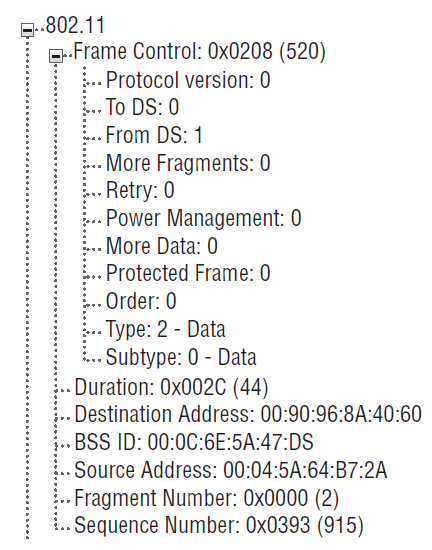 802.11
Frame Control: 0x0208 (520)
Protocol version: 0
To DS: 0
From DS: 1
More Fragments: 0
Retry: 0
Power Management: 0
More Data: 0
Protected Frame: 0
Order: 0
Type: 2 - Data
Subtype: 0 - Data
Duration: 0x002C (44)
Destination Address: 00:90:96:8A:40:60
BSS ID: 00:0C:6E:5A:47:DS
Source Address: 00:04:5A:64:B7:2A
Fragment Number: 0x0000 (2)
Sequence Number: 0x0393 (915)